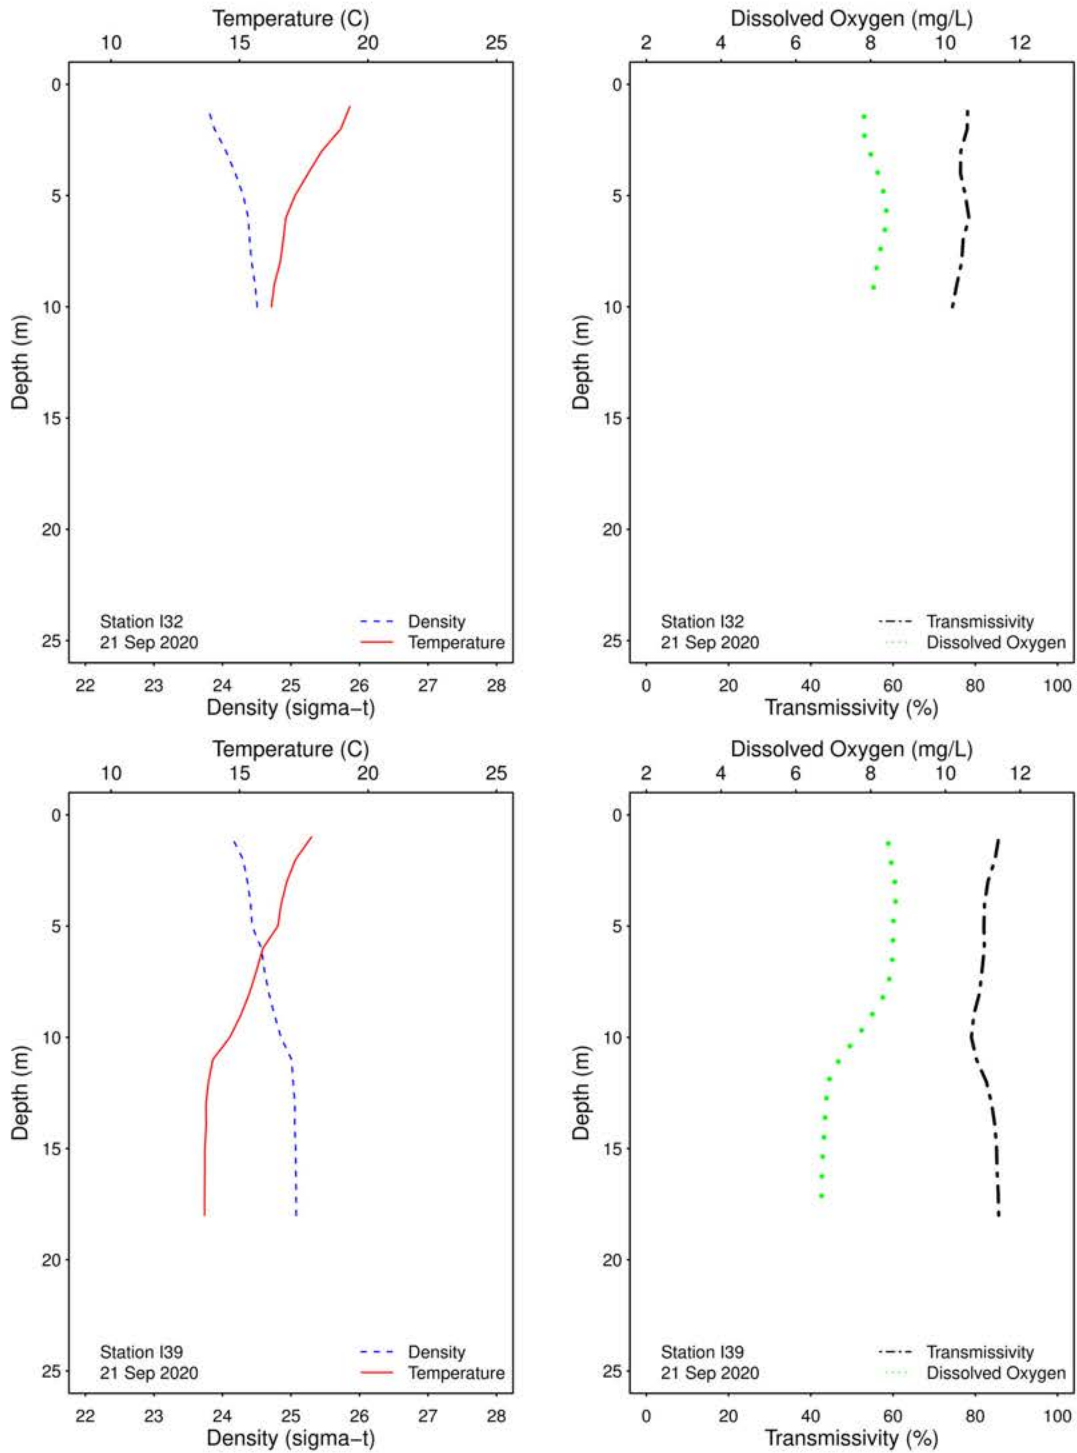 Temperature (C)
10 15 20 25
0
5
10
15
20
25
Depth (m)
Station I32
21 Sep 2020
Density
Temperature
22 23 24 25 26 27 28
Density (sigma−t)
Dissolved Oxygen (mg/L)
2 4 6 8 10 12
0
5
10
15
20
25
Depth (m)
Station I32
21 Sep 2020
Transmissivity
Dissolved Oxygen
0 20 40 60 80 100
Transmissivity (%)
Temperature (C)
10 15 20 25
0
5
10
15
20
25
Depth (m)
Station I39
21 Sep 2020
Density
Temperature
22 23 24 25 26 27 28
Density (sigma−t)
Dissolved Oxygen (mg/L)
2 4 6 8 10 12
0
5
10
15
20
25
Depth (m)
Station I39
21 Sep 2020
Transmissivity
Dissolved Oxygen
0 20 40 60 80 100
Transmissivity (%)